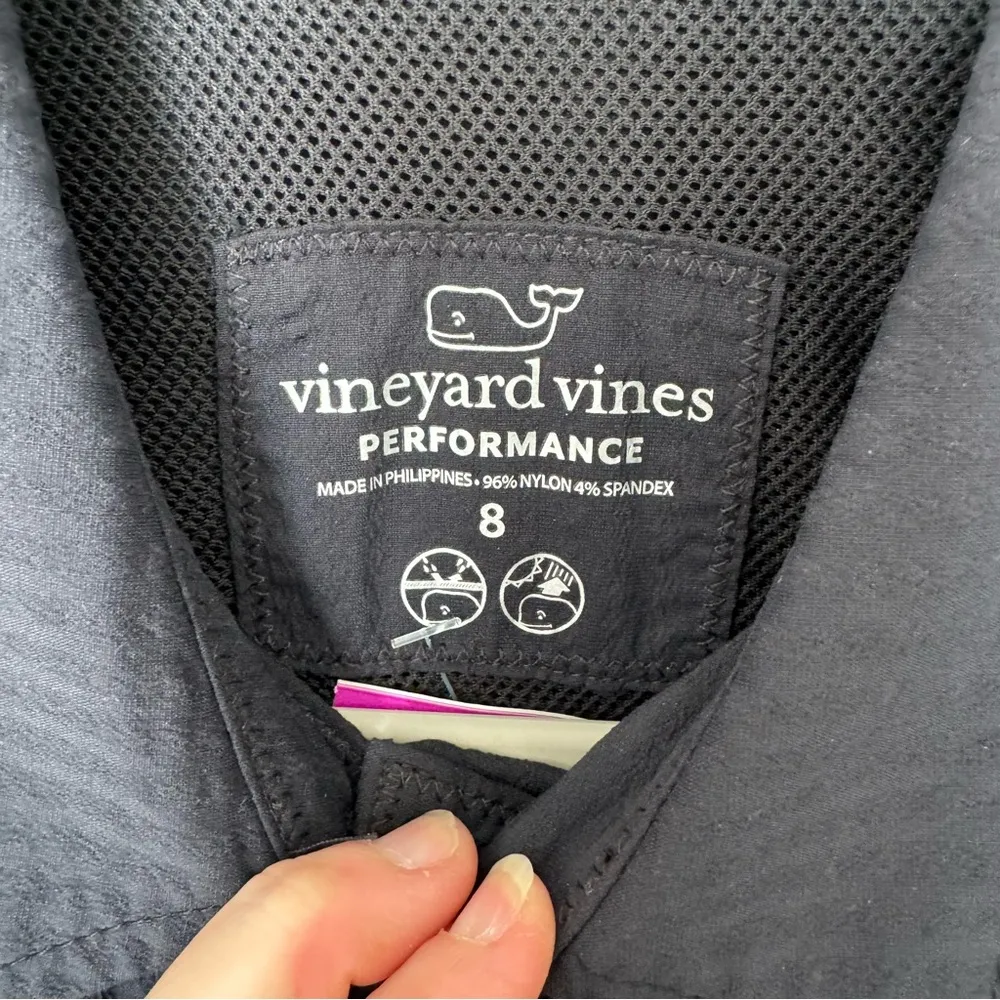 vineyard vines
PERFORMANCE
MADE IN PHILIPPINES • 96% NYLON 4% SPANDEX
8